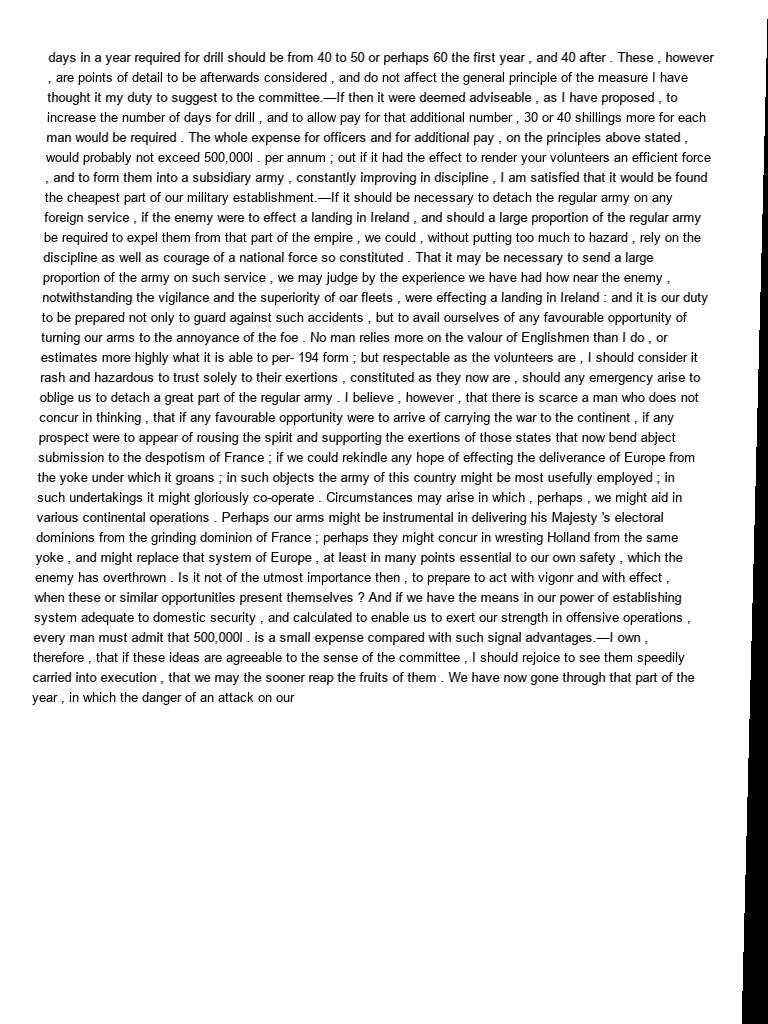 days in a year required for drill should be from 40 to 50 or perhaps 60 the first year , and 40 after . These , however
, are points of detail to be afterwards considered , and do not affect the general principle of the measure I have
thought it my duty to suggest to the committee.—If then it were deemed adviseable , as I have proposed , to
increase the number of days for drill , and to allow pay for that additional number , 30 or 40 shillings more for each
man would be required . The whole expense for officers and for additional pay , on the principles above stated ,
would probably not exceed 500,000l . per annum ; out if it had the effect to render your volunteers an efficient force
, and to form them into a subsidiary army , constantly improving in discipline , I am satisfied that it would be found
the cheapest part of our military establishment.—If it should be necessary to detach the regular army on any
foreign service , if the enemy were to effect a landing in Ireland , and should a large proportion of the regular army
be required to expel them from that part of the empire , we could , without putting too much to hazard , rely on the
discipline as well as courage of a national force so constituted . That it may be necessary to send a large
proportion of the army on such service , we may judge by the experience we have had how near the enemy ,
notwithstanding the vigilance and the superiority of oar fleets , were effecting a landing in Ireland : and it is our duty
to be prepared not only to guard against such accidents , but to avail ourselves of any favourable opportunity of
turning our arms to the annoyance of the foe . No man relies more on the valour of Englishmen than I do , or
estimates more highly what it is able to per- 194 form ; but respectable as the volunteers are , I should consider it
rash and hazardous to trust solely to their exertions , constituted as they now are , should any emergency arise to
oblige us to detach a great part of the regular army . I believe , however , that there is scarce a man who does not
concur in thinking , that if any favourable opportunity were to arrive of carrying the war to the continent , if any
prospect were to appear of rousing the spirit and supporting the exertions of those states that now bend abject
submission to the despotism of France ; if we could rekindle any hope of effecting the deliverance of Europe from
the yoke under which it groans ; in such objects the army of this country might be most usefully employed ; in
such undertakings it might gloriously co-operate . Circumstances may arise in which , perhaps , we might aid in
various continental operations . Perhaps our arms might be instrumental in delivering his Majesty 's electoral
dominions from the grinding dominion of France ; perhaps they might concur in wresting Holland from the same
yoke , and might replace that system of Europe , at least in many points essential to our own safety , which the
enemy has overthrown . Is it not of the utmost importance then , to prepare to act with vigonr and with effect ,
when these or similar opportunities present themselves ? And if we have the means in our power of establishing
system adequate to domestic security , and calculated to enable us to exert our strength in offensive operations ,
every man must admit that 500,000l . is a small expense compared with such signal advantages.—I own ,
therefore , that if these ideas are agreeable to the sense of the committee , I should rejoice to see them speedily
carried into execution , that we may the sooner reap the fruits of them . We have now gone through that part of the
year , in which the danger of an attack on our